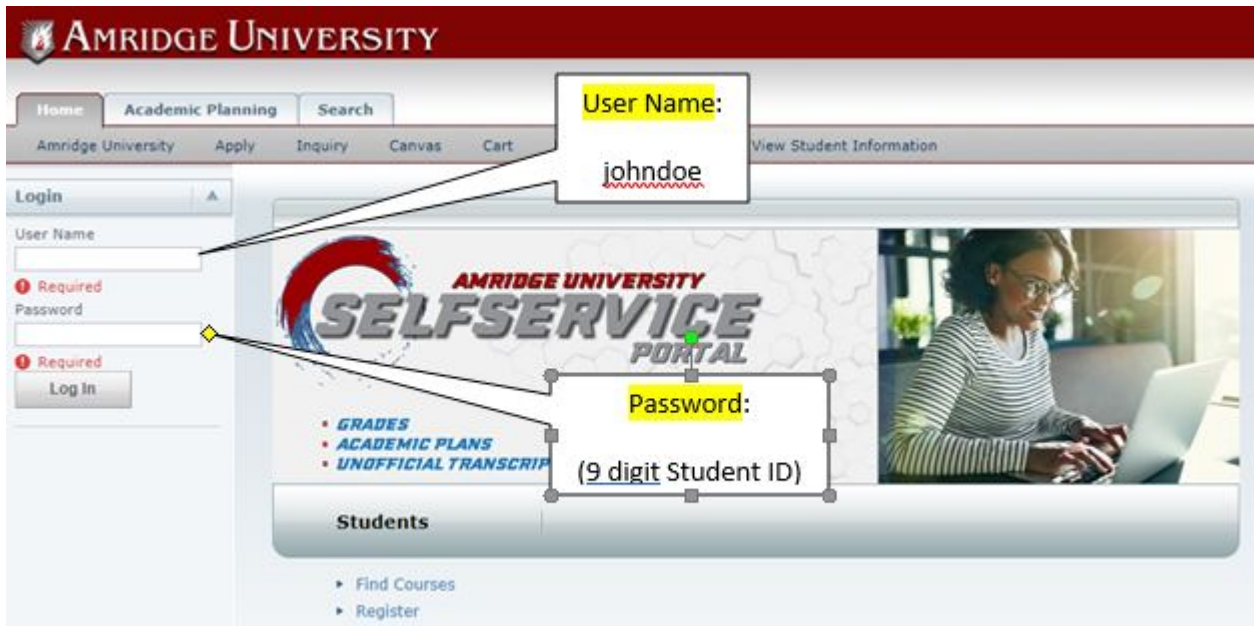 AMRIDGE UNIVERSITY
Home Academic Planning Search
Amridge University Apply Inquiry Canvas Cart View Student Information
User Name:
johndoe
Login
User Name
Required
Password
Required
Log In
AMRIDGE UNIVERSITY
SELFSERVICE
PORTAL
• GRADES
• ACADEMIC PLANS
• UNOFFICIAL TRANSCRIP
Password:
(9 digit Student ID)
Students
Find Courses
Register